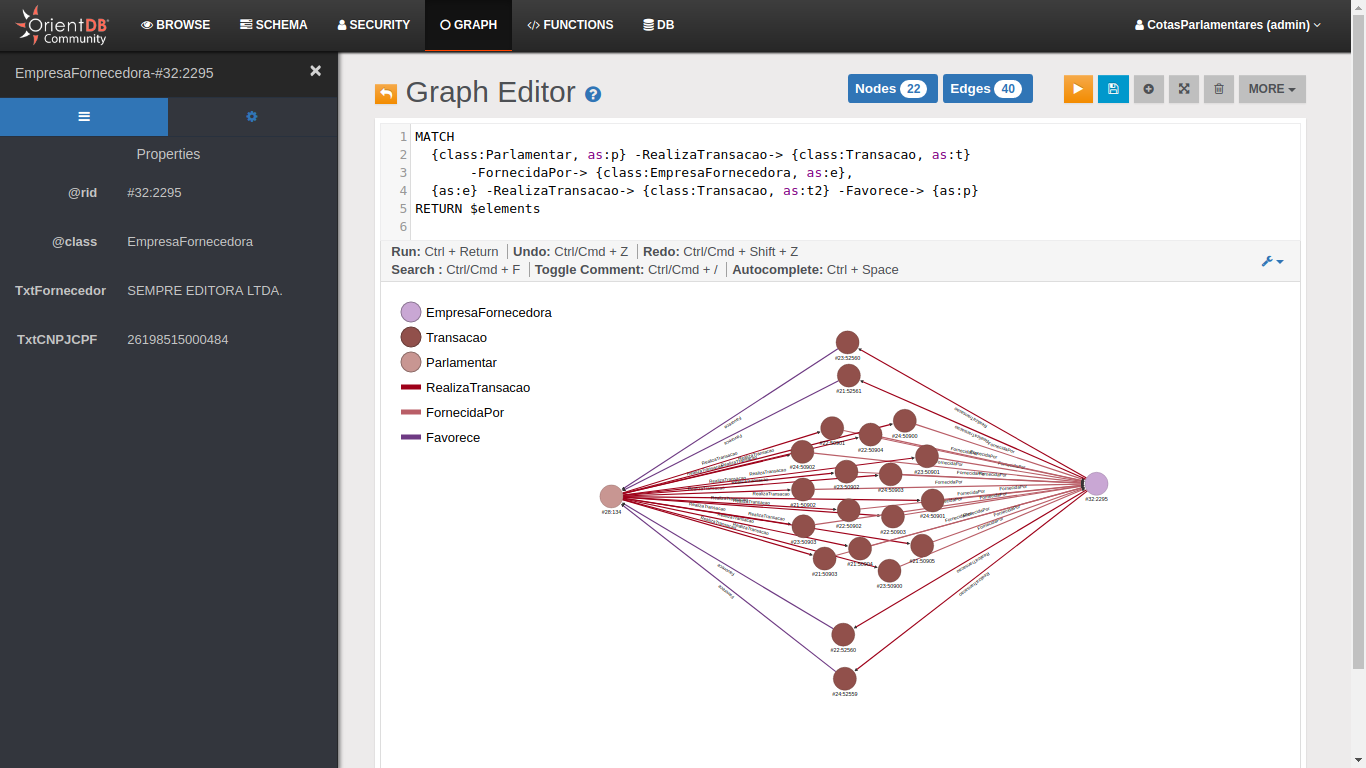 OrientDB
Community
BROWSE
SCHEMA
SECURITY
GRAPH
</> FUNCTIONS
DB
CotasParlamentares (admin)
EmpresaFornecedora-#32:2295
Properties
@rid #32:2295
@class EmpresaFornecedora
TxtFornecedor SEMPRE EDITORA LTDA.
TxtCNPJCPF 26198515000484
Graph Editor
Nodes 22
Edges 40
MORE
1 MATCH
2 {class:Parlamentar, as:p} -RealizaTransacao-> {class:Transacao, as:t}
3 -FornecidaPor-> {class:EmpresaFornecedora, as:e},
4 {as:e} -RealizaTransacao-> {class:Transacao, as:t2} -Favorece-> {as:p}
5 RETURN $elements
6
Run: Ctrl + Return | Undo: Ctrl/Cmd + Z | Redo: Ctrl/Cmd + Shift + Z
Search : Ctrl/Cmd + F | Toggle Comment: Ctrl/Cmd + / | Autocomplete: Ctrl + Space
EmpresaFornecedora
Transacao
Parlamentar
RealizaTransacao
FornecidaPor
Favorece
#23:52560
#21:52561
#24:50900
#22:50904
#24:50902
#23:50901
#23:50902
#24:50903
#21:50902
#24:50901
#22:50902
#22:50903
#23:50903
#21:50904
#21:50905
#21:50903
#23:50900
#28:134
#32:2295
#22:52560
#24:52559